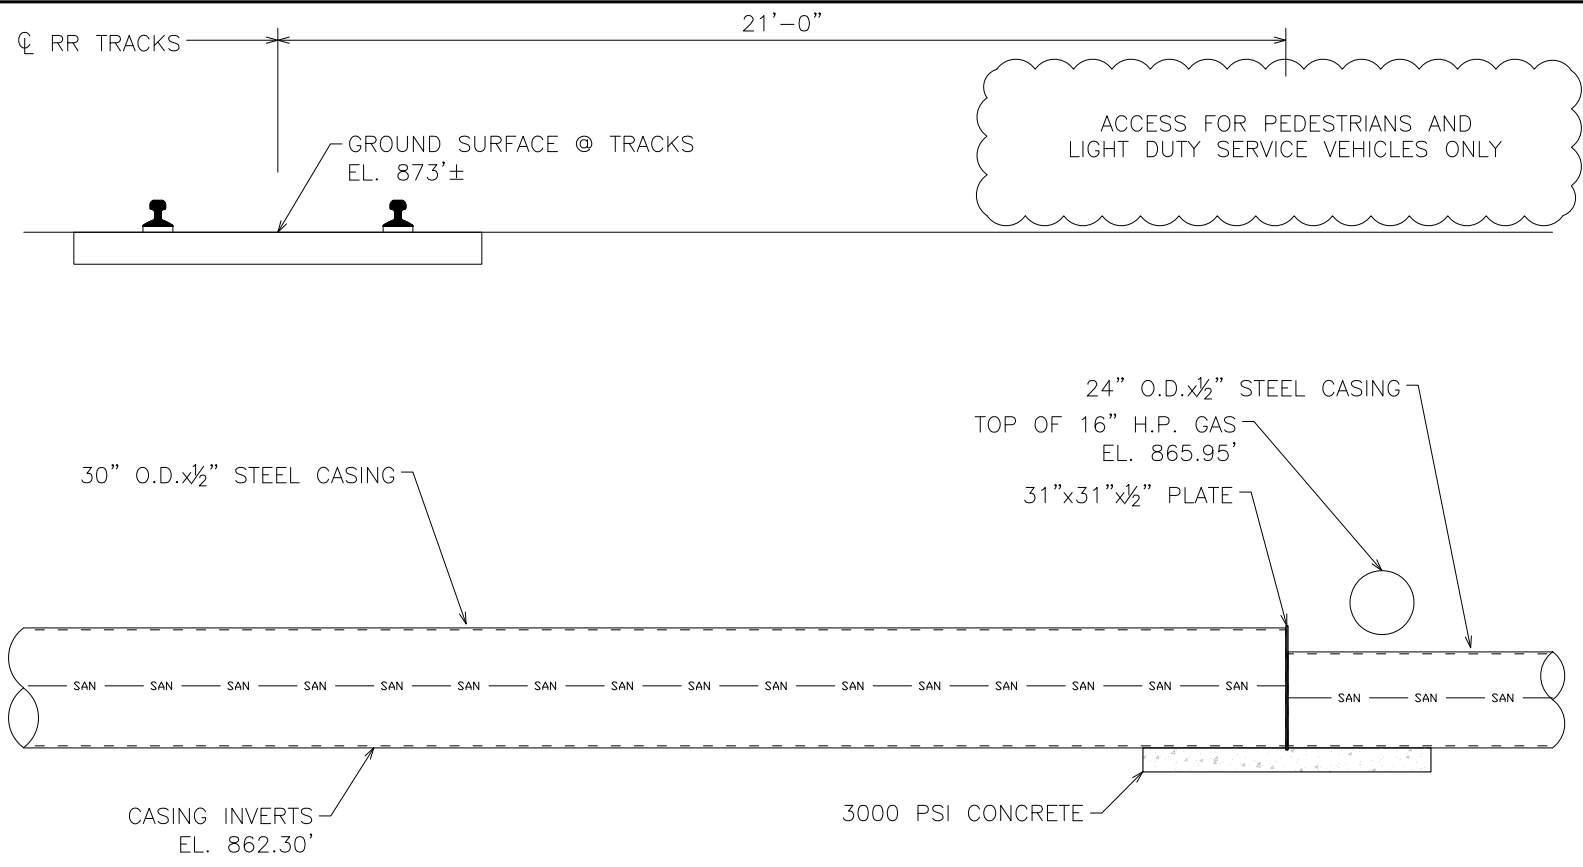 21'-0"
℄ RR TRACKS
ACCESS FOR PEDESTRIANS AND
LIGHT DUTY SERVICE VEHICLES ONLY
GROUND SURFACE @ TRACKS
EL. 873'±
24" O.D.x½" STEEL CASING
TOP OF 16" H.P. GAS
EL. 865.95'
30" O.D.x½" STEEL CASING
31"x31"x½" PLATE
SAN SAN SAN SAN SAN SAN SAN SAN SAN SAN SAN SAN SAN SAN SAN SAN
SAN SAN SAN
CASING INVERTS
EL. 862.30'
3000 PSI CONCRETE